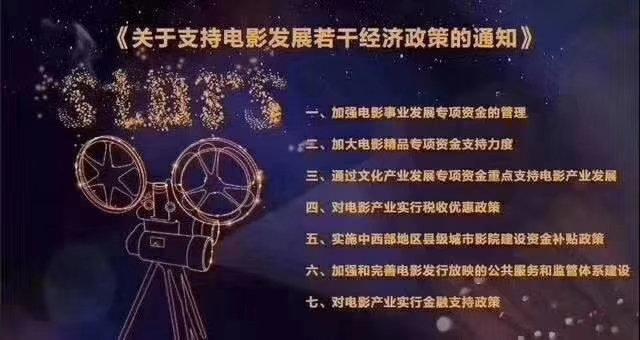 《关于支持电影发展若干经济政策的通知》
STARS
一、加强电影事业发展专项资金的管理
二、加大电影精品专项资金支持力度
三、通过文化产业发展专项资金重点支持电影产业发展
四、对电影产业实行税收优惠政策
五、实施中西部地区县级城市影院建设资金补贴政策
六、加强和完善电影发行放映的公共服务和监管体系建设
七、对电影产业实行金融支持政策